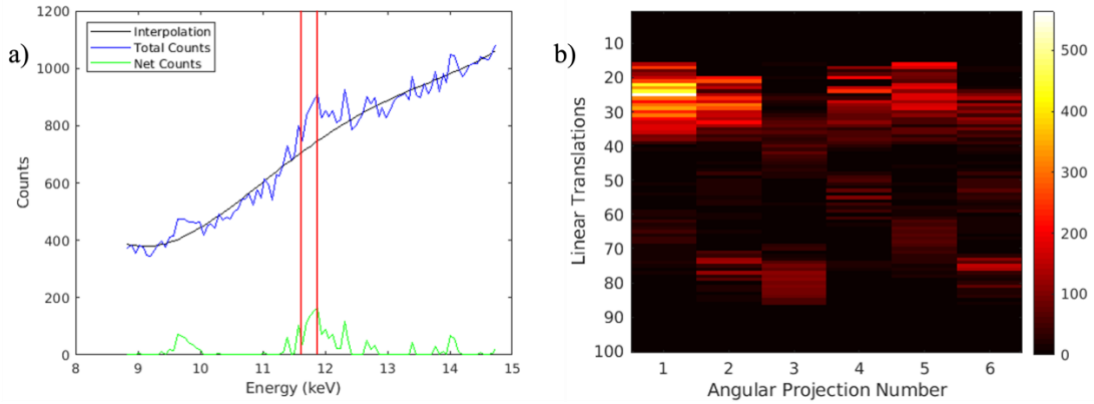 a)
1200
1000
800
600
400
200
0
Counts
8 9 10 11 12 13 14 15
Energy (keV)
Interpolation
Total Counts
Net Counts
b)
10
20
30
40
50
60
70
80
90
100
Linear Translations
1 2 3 4 5 6
Angular Projection Number
500
400
300
200
100
0